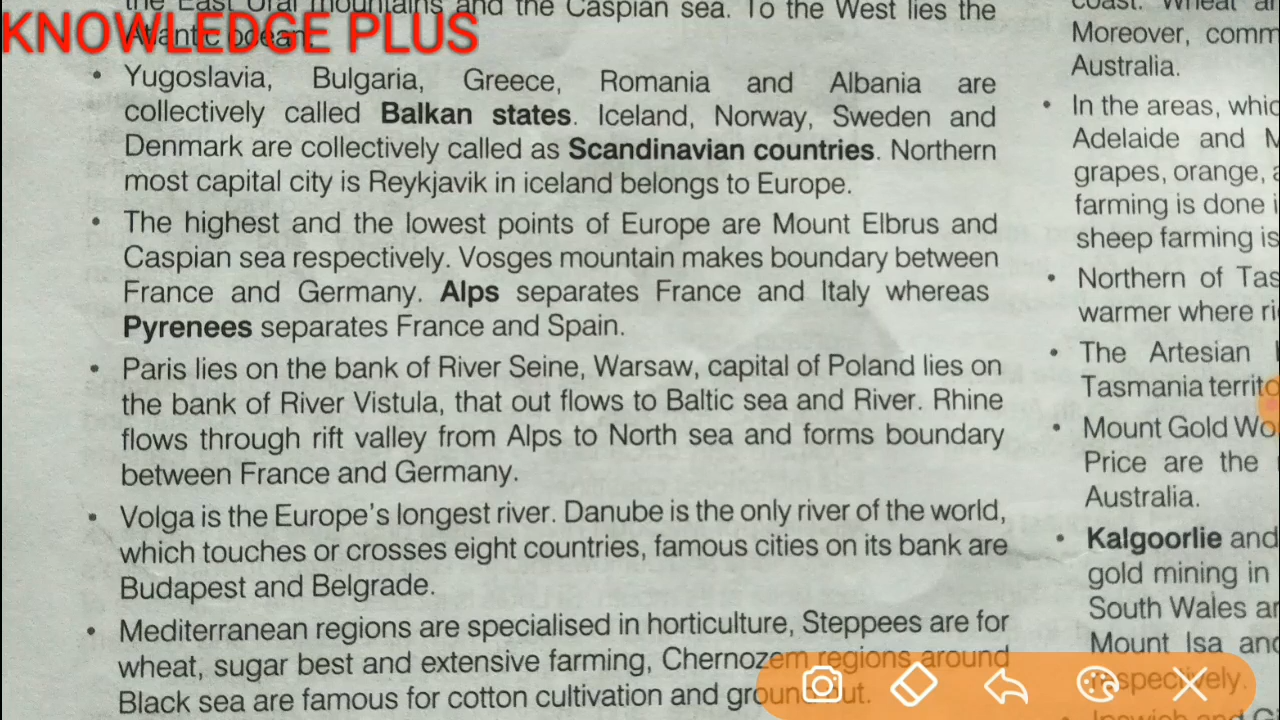 the East Ural mountains and the Caspian sea. To the West lies the
Atlantic ocean.
KNOWLEDGE PLUS
• Yugoslavia, Bulgaria, Greece, Romania and Albania are
collectively called Balkan states. Iceland, Norway, Sweden and
Denmark are collectively called as Scandinavian countries. Northern
most capital city is Reykjavik in iceland belongs to Europe.
• The highest and the lowest points of Europe are Mount Elbrus and
Caspian sea respectively. Vosges mountain makes boundary between
France and Germany. Alps separates France and Italy whereas
Pyrenees separates France and Spain.
• Paris lies on the bank of River Seine, Warsaw, capital of Poland lies on
the bank of River Vistula, that out flows to Baltic sea and River. Rhine
flows through rift valley from Alps to North sea and forms boundary
between France and Germany.
• Volga is the Europe's longest river. Danube is the only river of the world,
which touches or crosses eight countries, famous cities on its bank are
Budapest and Belgrade.
• Mediterranean regions are specialised in horticulture, Steppees are for
wheat, sugar best and extensive farming, Chernozem regions around
Black sea are famous for cotton cultivation and ground nut.
coast. Wheat
Moreover, comm
Australia.
• In the areas, whic
Adelaide and M
grapes, orange,
farming is done i
sheep farming is
• Northern of Tas
warmer where ri
• The Artesian
Tasmania territo
• Mount Gold Wo
Price are the
Australia.
• Kalgoorlie and
gold mining in
South Wales ar
Mount Isa and
respectively.